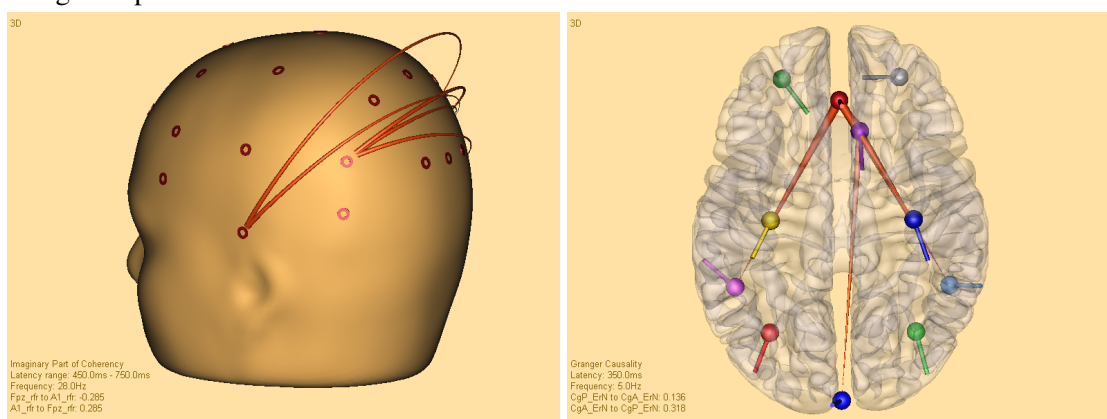 3D
Imaginary Part of Coherency
Latency range: 450.0ms - 750.0ms
Frequency: 28.0Hz
Fpz_rfr to A1_rfr: -0.285
A1_rfr to Fpz_rfr: 0.285
3D
Granger Causality
Latency: 350.0ms
Frequency: 5.0Hz
CgP_ErN to CgA_ErN: 0.136
CgA_ErN to CgP_ErN: 0.318